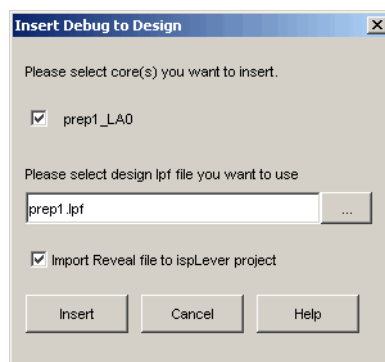 Insert Debug to Design
Please select core(s) you want to insert.
prep1_LA0
Please select design lpf file you want to use
prep1.lpf
...
Import Reveal file to ispLever project
Insert
Cancel
Help